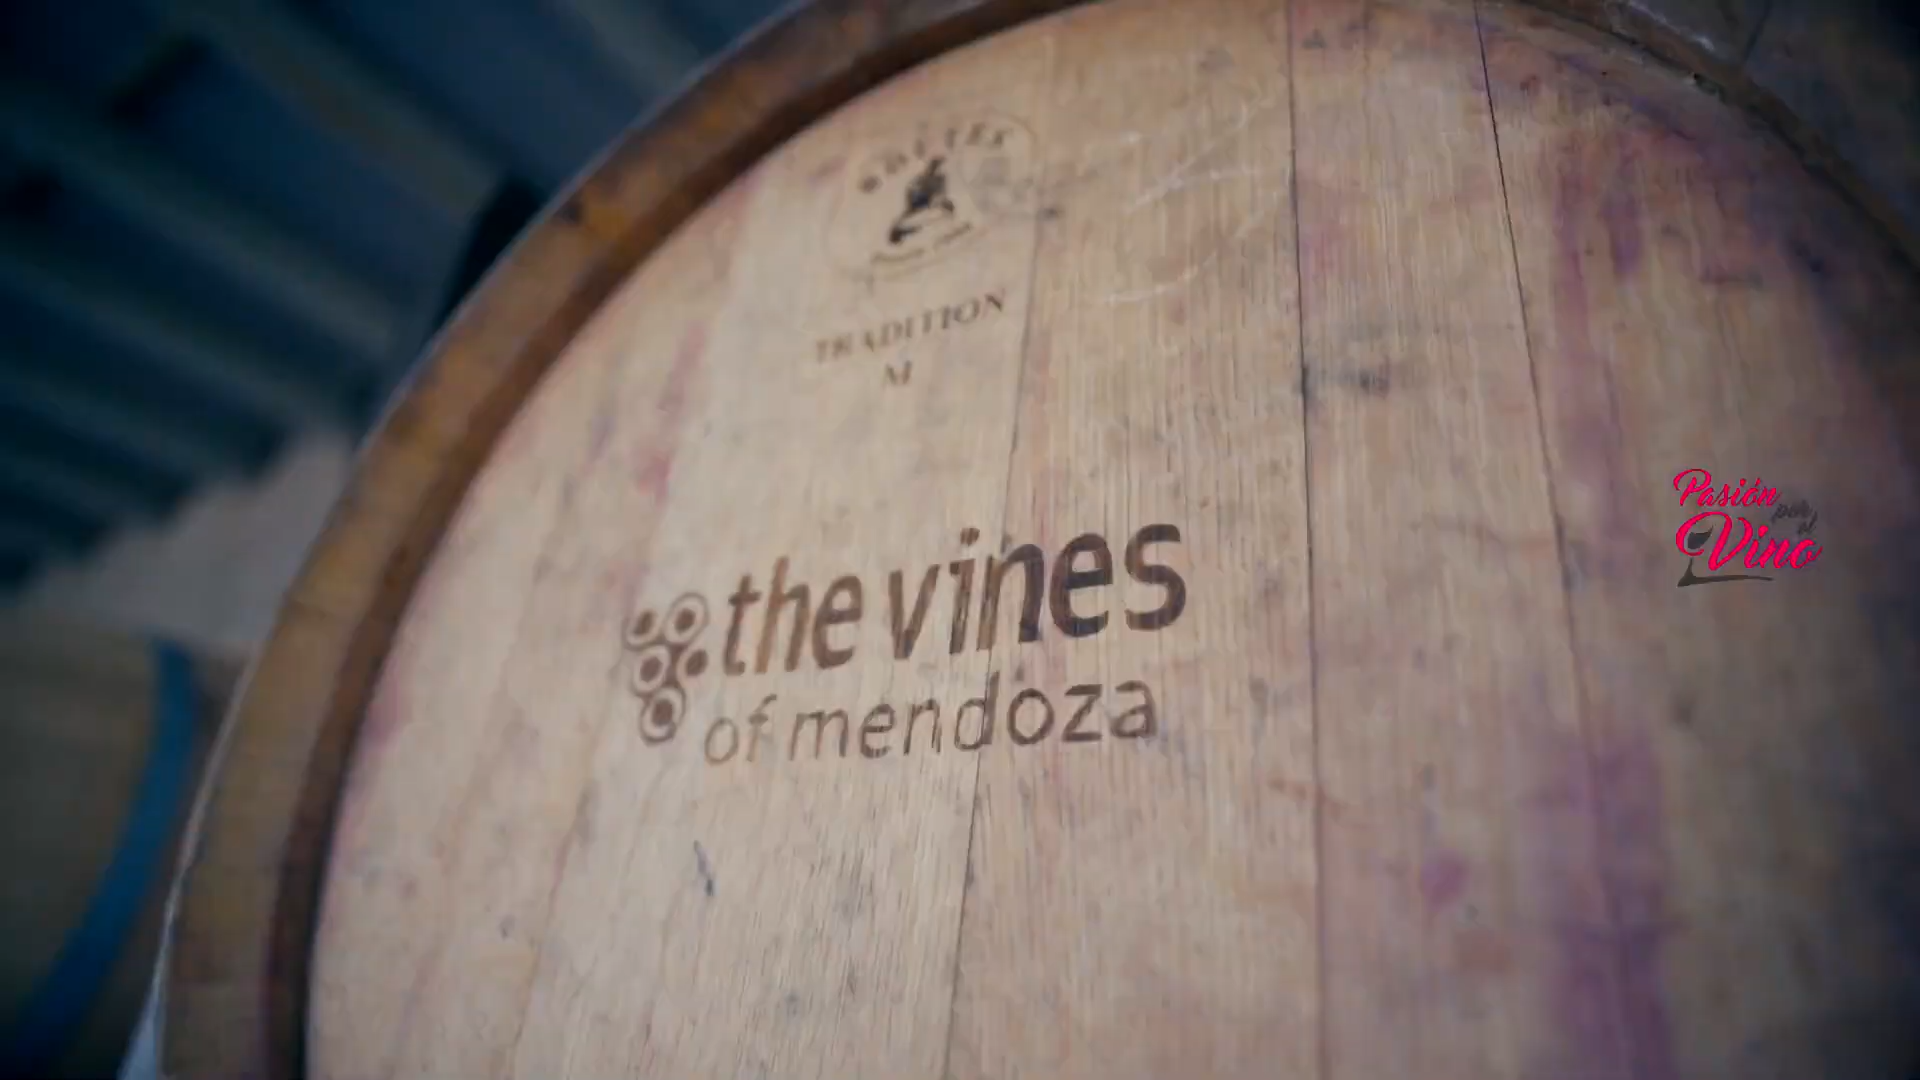 TRADITION
M
the vines
of mendoza
Pasión
por el
Vino